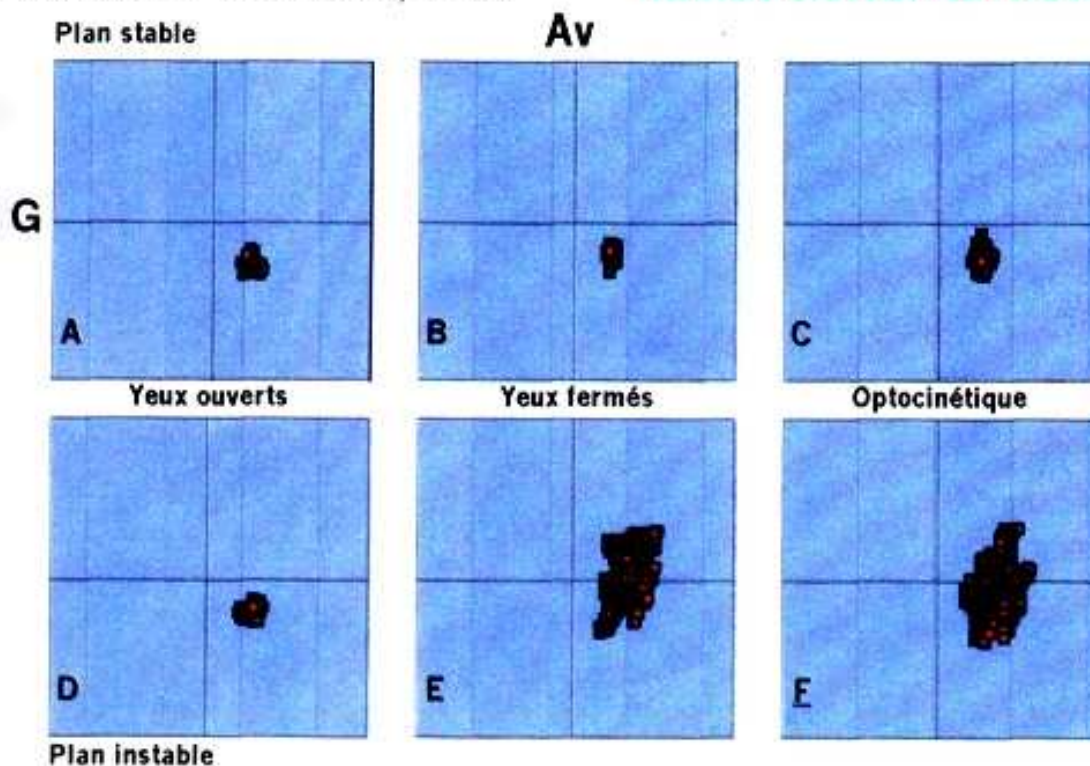 Plan stable
Av
G
A
B
C
Yeux ouverts
Yeux fermés
Optocinétique
D
E
F
Plan instable